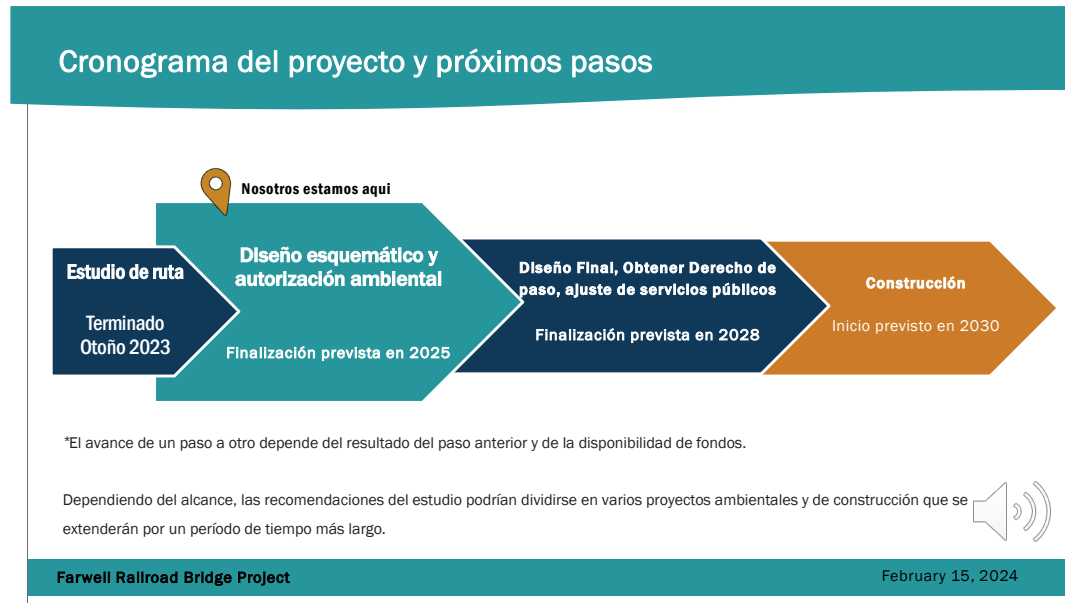 Cronograma del proyecto y próximos pasos
Nosotros estamos aqui
Estudio de ruta
Terminado
Otoño 2023
Diseño esquemático y
autorización ambiental
Finalización prevista en 2025
Diseño Final, Obtener Derecho de
paso, ajuste de servicios públicos
Finalización prevista en 2028
Construcción
Inicio previsto en 2030
*El avance de un paso a otro depende del resultado del paso anterior y de la disponibilidad de fondos.
Dependiendo del alcance, las recomendaciones del estudio podrían dividirse en varios proyectos ambientales y de construcción que se
extenderán por un período de tiempo más largo.
Farwell Railroad Bridge Project
February 15, 2024